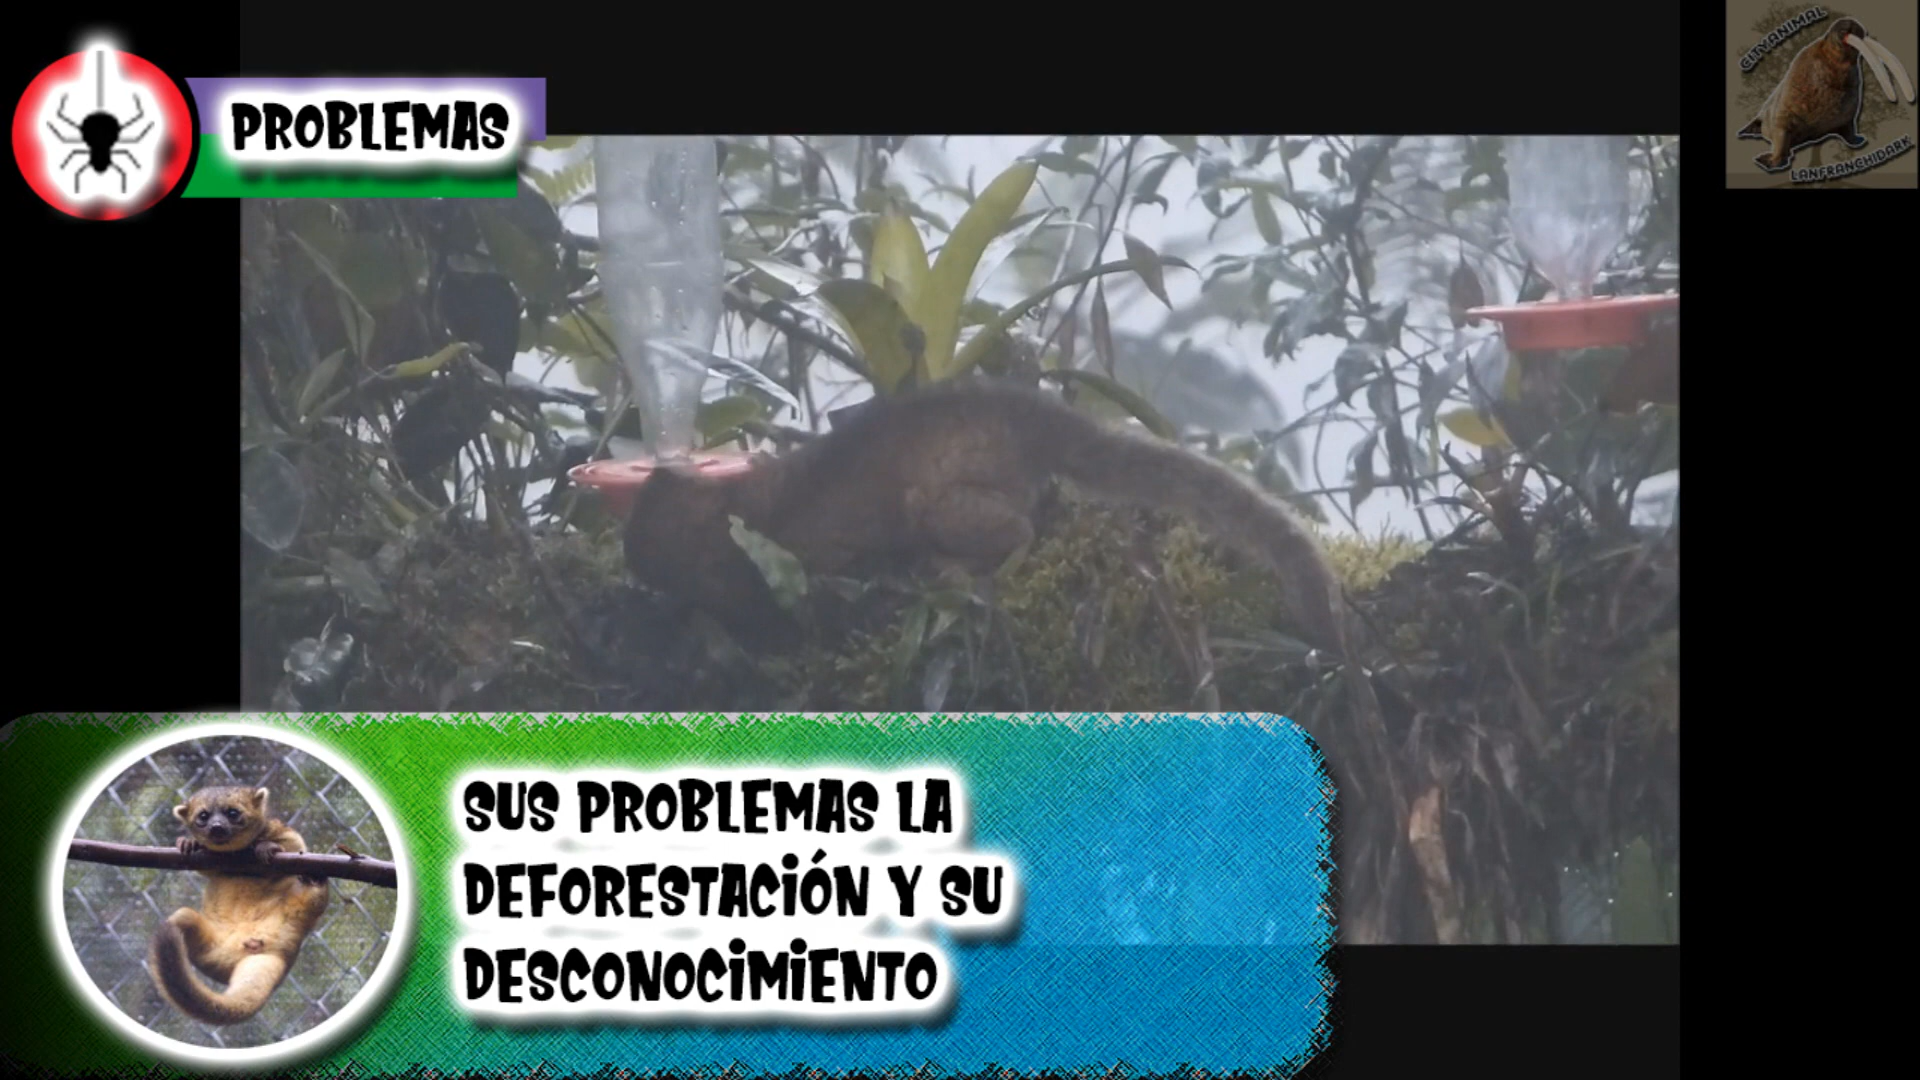 PROBLEMAS
CITYANIMAL
LANFRANCHIDARK
SUS PROBLEMAS LA
DEFORESTACIÓN Y SU
DESCONOCIMIENTO